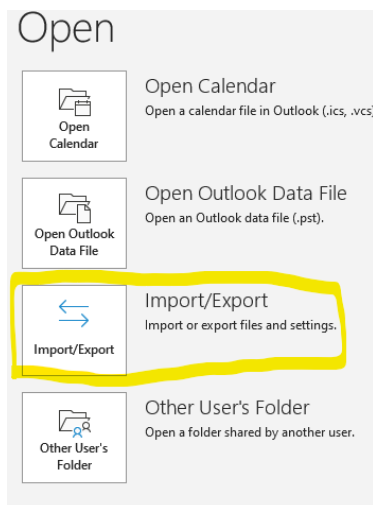 Open
Open
Calendar
Open Calendar
Open a calendar file in Outlook (.ics, .vcs)
Open Outlook
Data File
Open Outlook Data File
Open an Outlook data file (.pst).
Import/Export
Import/Export
Import or export files and settings.
Other User's
Folder
Other User's Folder
Open a folder shared by another user.